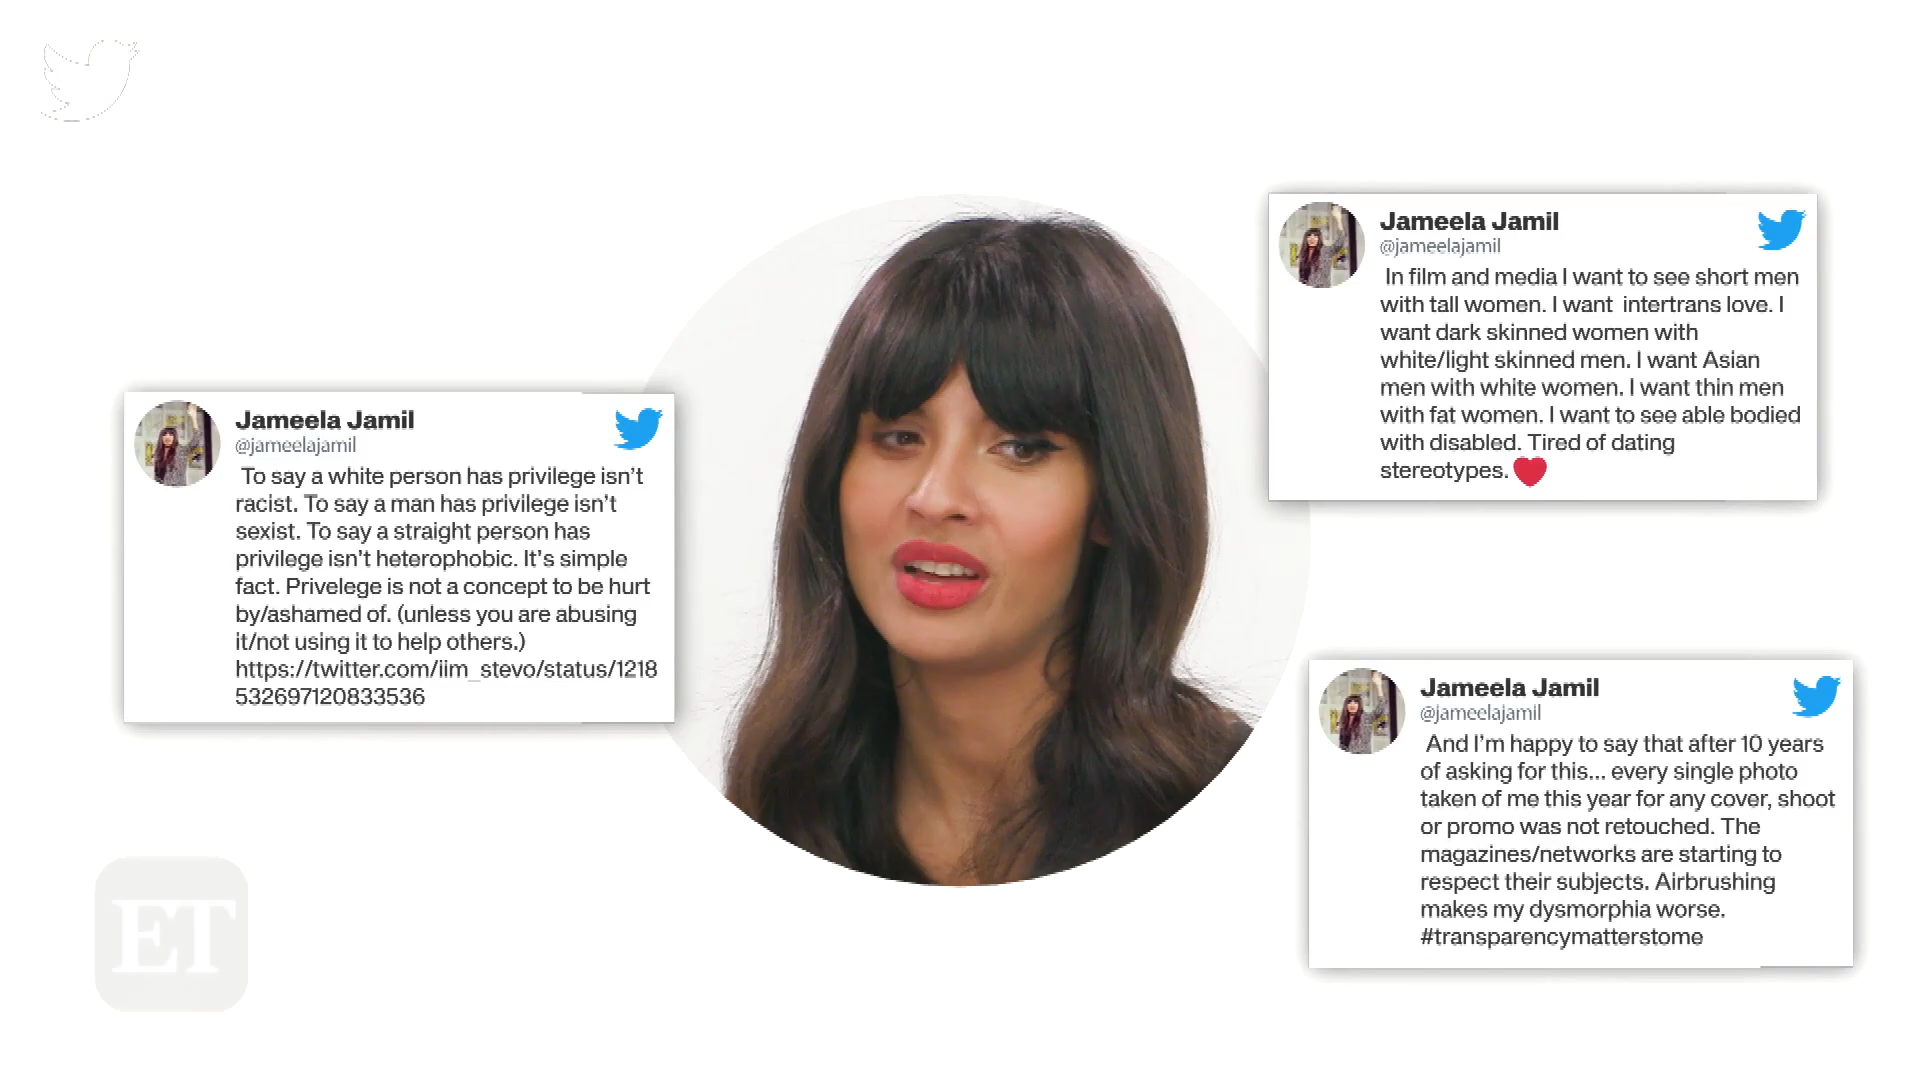 Jameela Jamil
@jameelajamil
To say a white person has privilege isn't
racist. To say a man has privilege isn't
sexist. To say a straight person has
privilege isn't heterophobic. It's simple
fact. Privelege is not a concept to be hurt
by/ashamed of. (unless you are abusing
it/not using it to help others.)
https://twitter.com/iim_stevo/status/1218
532697120833536
Jameela Jamil
@jameelajamil
In film and media I want to see short men
with tall women. I want intertrans love. I
want dark skinned women with
white/light skinned men. I want Asian
men with white women. I want thin men
with fat women. I want to see able bodied
with disabled. Tired of dating
stereotypes. ❤️
Jameela Jamil
@jameelajamil
And I'm happy to say that after 10 years
of asking for this... every single photo
taken of me this year for any cover, shoot
or promo was not retouched. The
magazines/networks are starting to
respect their subjects. Airbrushing
makes my dysmorphia worse.
#transparencymatterstome
ET